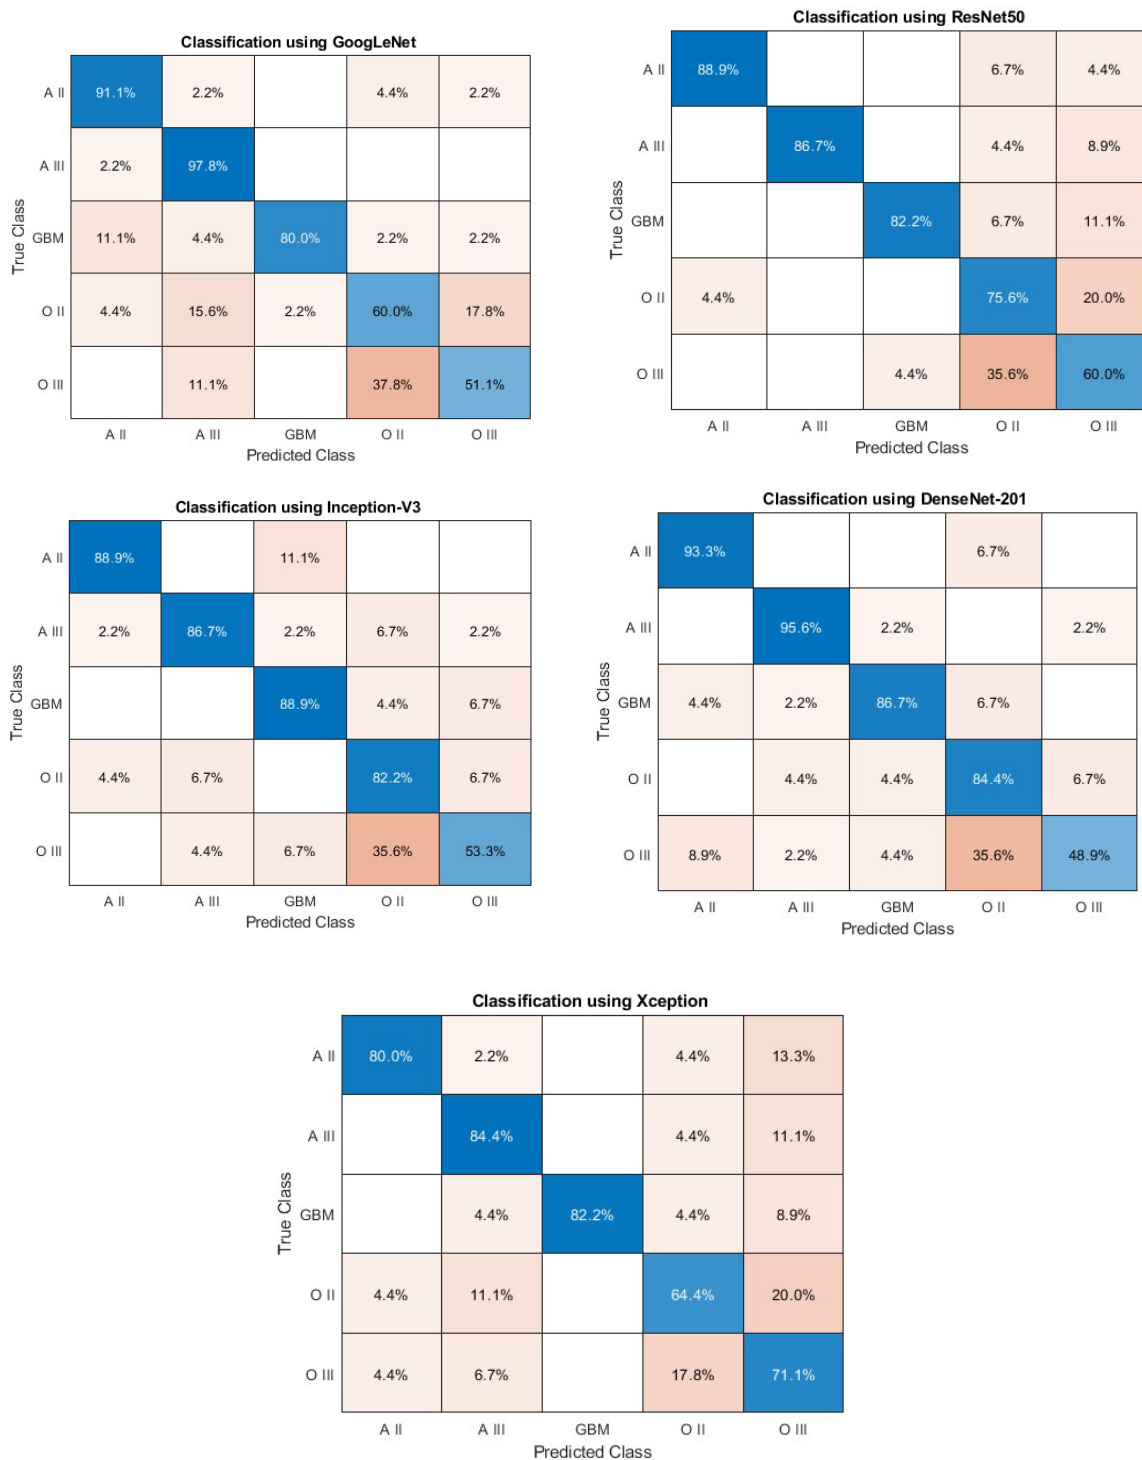 Classification using GoogLeNet
True Class
A II 91.1% 2.2% 4.4% 2.2%
A III 2.2% 97.8%
GBM 11.1% 4.4% 80.0% 2.2% 2.2%
O II 4.4% 15.6% 2.2% 60.0% 17.8%
O III 11.1% 37.8% 51.1%
A II A III GBM O II O III
Predicted Class
Classification using ResNet50
True Class
A II 88.9% 6.7% 4.4%
A III 86.7% 4.4% 8.9%
GBM 82.2% 6.7% 11.1%
O II 4.4% 75.6% 20.0%
O III 4.4% 35.6% 60.0%
A II A III GBM O II O III
Predicted Class
Classification using Inception-V3
True Class
A II 88.9% 11.1%
A III 2.2% 86.7% 2.2% 6.7% 2.2%
GBM 88.9% 4.4% 6.7%
O II 4.4% 6.7% 82.2% 6.7%
O III 4.4% 6.7% 35.6% 53.3%
A II A III GBM O II O III
Predicted Class
Classification using DenseNet-201
True Class
A II 93.3% 6.7%
A III 95.6% 2.2% 2.2%
GBM 4.4% 2.2% 86.7% 6.7%
O II 4.4% 4.4% 84.4% 6.7%
O III 8.9% 2.2% 4.4% 35.6% 48.9%
A II A III GBM O II O III
Predicted Class
Classification using Xception
True Class
A II 80.0% 2.2% 4.4% 13.3%
A III 84.4% 4.4% 11.1%
GBM 4.4% 82.2% 4.4% 8.9%
O II 4.4% 11.1% 64.4% 20.0%
O III 4.4% 6.7% 17.8% 71.1%
A II A III GBM O II O III
Predicted Class